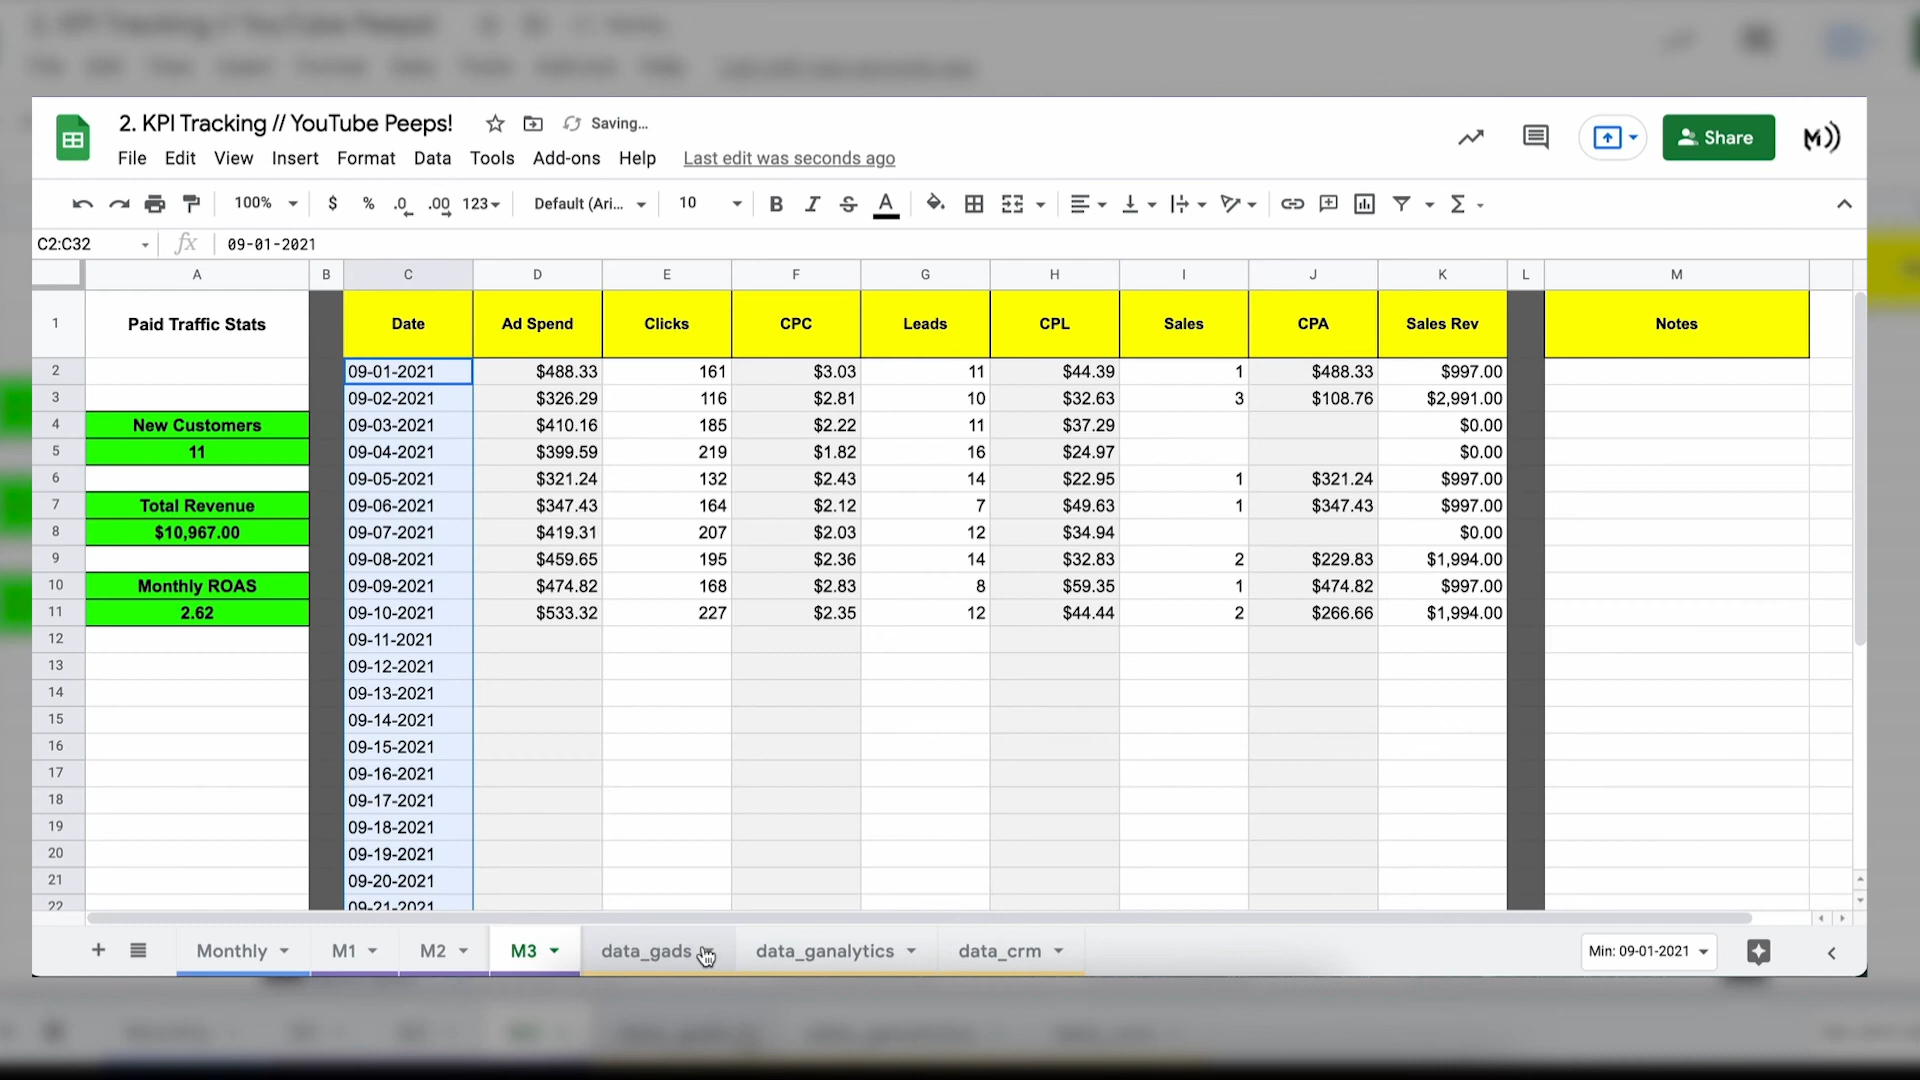 2. KPI Tracking // YouTube Peeps!
Saving...
File Edit View Insert Format Data Tools Add-ons Help Last edit was seconds ago
Share
100% $ % .0 .00 123 Default (Ari... 10 B I S A
C2:C32 fx 09-01-2021
A B C D E F G H I J K L M
1 Paid Traffic Stats Date Ad Spend Clicks CPC Leads CPL Sales CPA Sales Rev Notes
2 09-01-2021 $488.33 161 $3.03 11 $44.39 1 $488.33 $997.00
3 09-02-2021 $326.29 116 $2.81 10 $32.63 3 $108.76 $2,991.00
4 New Customers 09-03-2021 $410.16 185 $2.22 11 $37.29 $0.00
5 11 09-04-2021 $399.59 219 $1.82 16 $24.97 $0.00
6 09-05-2021 $321.24 132 $2.43 14 $22.95 1 $321.24 $997.00
7 Total Revenue 09-06-2021 $347.43 164 $2.12 7 $49.63 1 $347.43 $997.00
8 $10,967.00 09-07-2021 $419.31 207 $2.03 12 $34.94 $0.00
9 09-08-2021 $459.65 195 $2.36 14 $32.83 2 $229.83 $1,994.00
10 Monthly ROAS 09-09-2021 $474.82 168 $2.83 8 $59.35 1 $474.82 $997.00
11 2.62 09-10-2021 $533.32 227 $2.35 12 $44.44 2 $266.66 $1,994.00
12 09-11-2021
13 09-12-2021
14 09-13-2021
15 09-14-2021
16 09-15-2021
17 09-16-2021
18 09-17-2021
19 09-18-2021
20 09-19-2021
21 09-20-2021
22 09-21-2021
Monthly M1 M2 M3 data_gads data_ganalytics data_crm Min: 09-01-2021